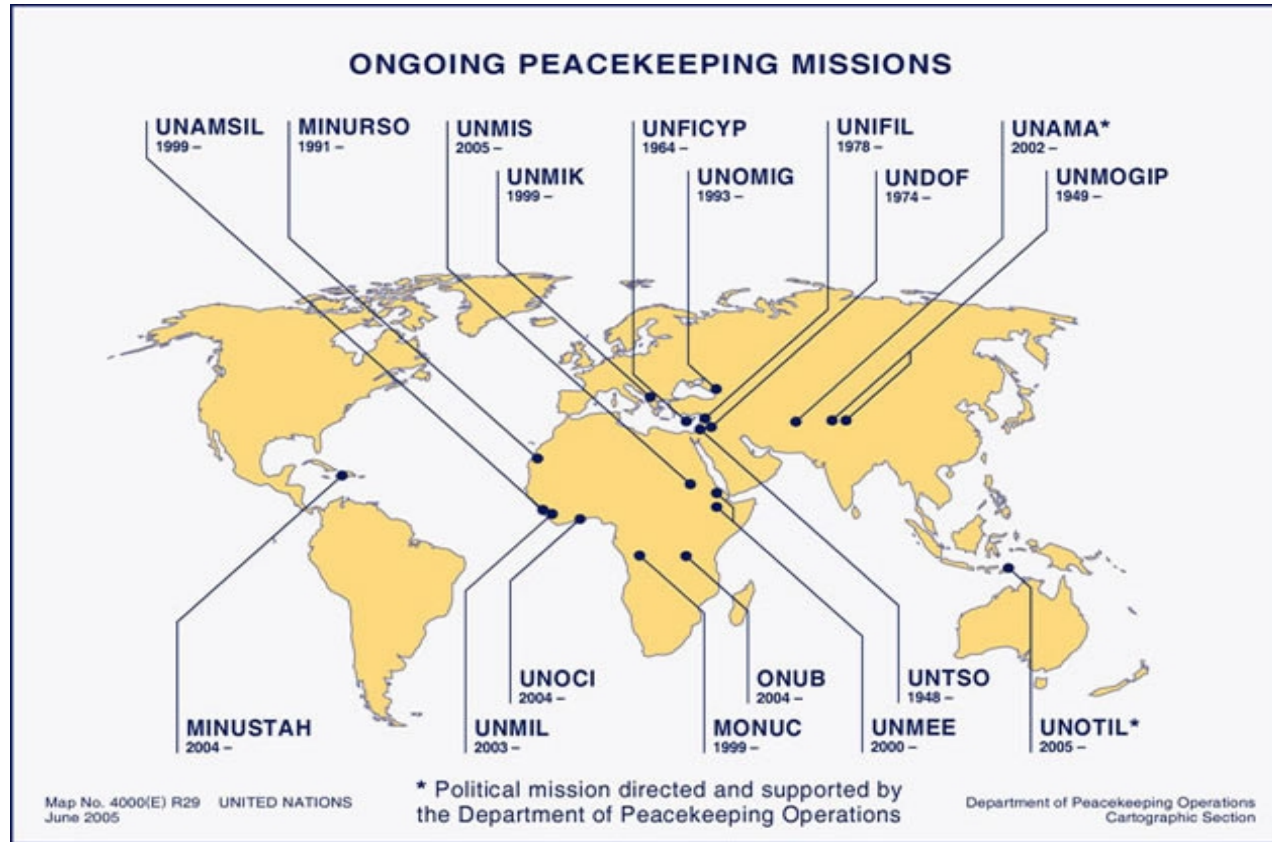 ONGOING PEACEKEEPING MISSIONS
UNAMSIL
1999 –
MINURSO
1991 –
UNMIS
2005 –
UNFICYP
1964 –
UNIFIL
1978 –
UNAMA*
2002 –
UNMIK
1999 –
UNOMIG
1993 –
UNDOF
1974 –
UNMOGIP
1949 –
UNOCI
2004 –
ONUB
2004 –
UNTSO
1948 –
MINUSTAH
2004 –
UNMIL
2003 –
MONUC
1999 –
UNMEE
2000 –
UNOTIL*
2005 –
* Political mission directed and supported by
the Department of Peacekeeping Operations
Map No. 4000(E) R29 UNITED NATIONS
June 2005
Department of Peacekeeping Operations
Cartographic Section